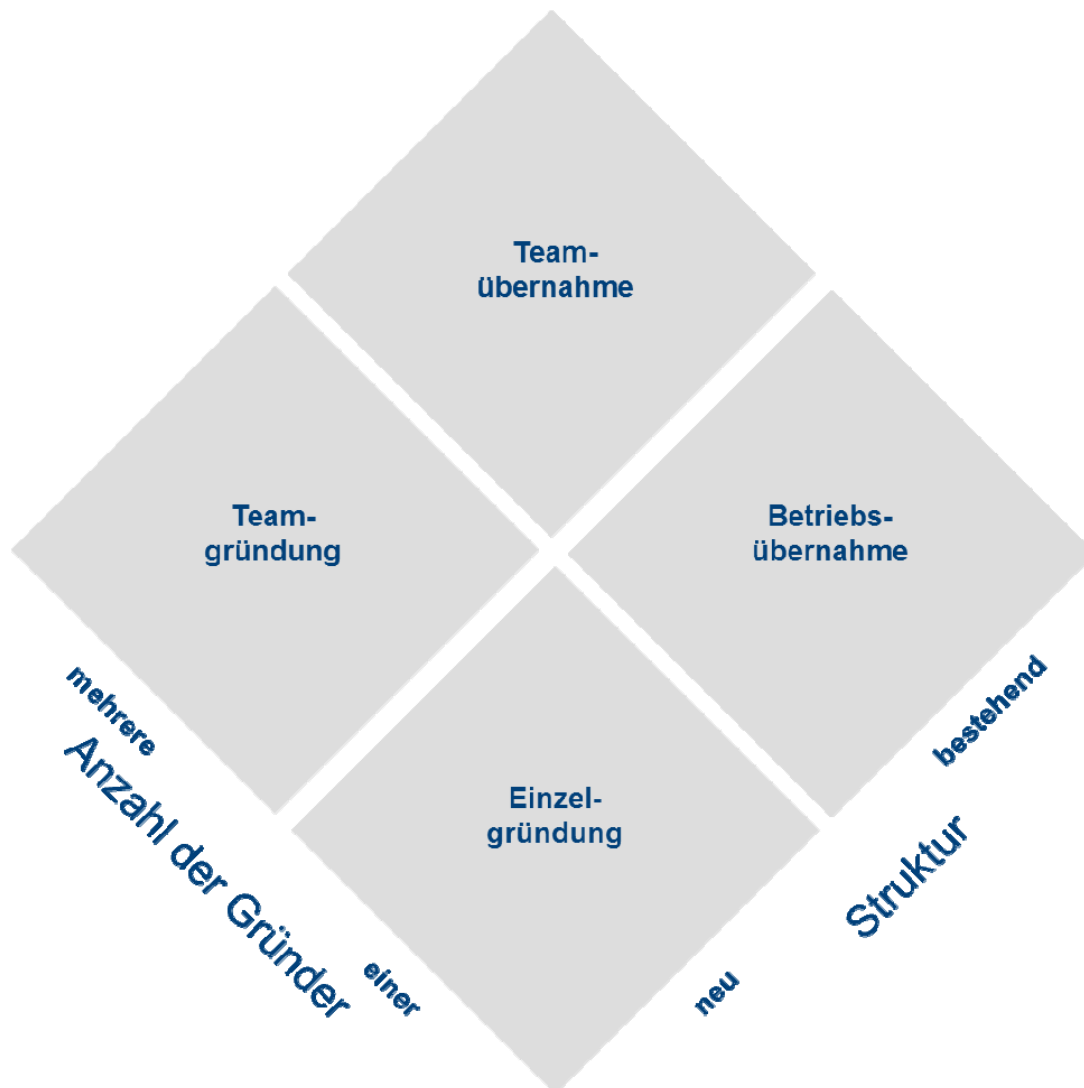 Team-
übernahme
Team-
gründung
Betriebs-
übernahme
Einzel-
gründung
mehrere
Anzahl der Gründer
einer
neu
Struktur
bestehend